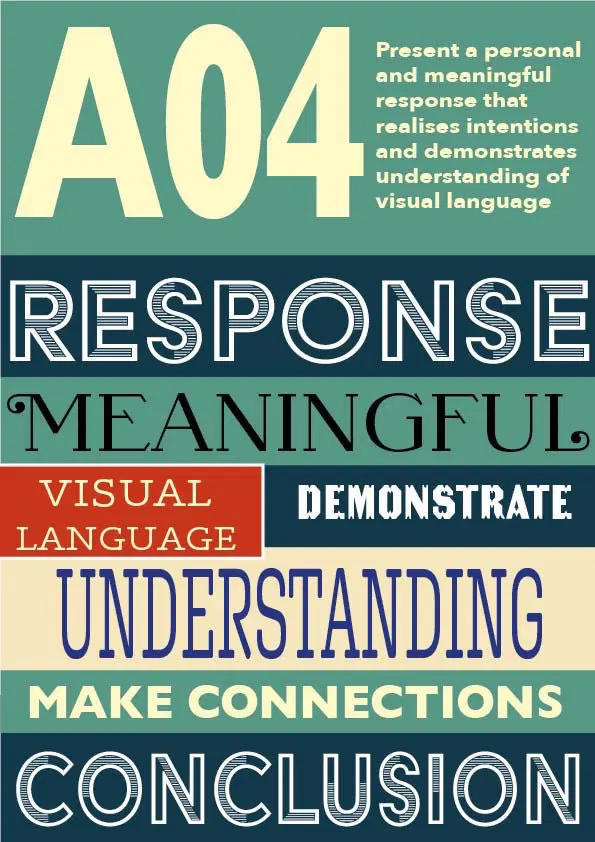 A04
Present a personal
and meaningful
response that
realises intentions
and demonstrates
understanding of
visual language
RESPONSE
MEANINGFUL
VISUAL
LANGUAGE
DEMONSTRATE
UNDERSTANDING
MAKE CONNECTIONS
CONCLUSION